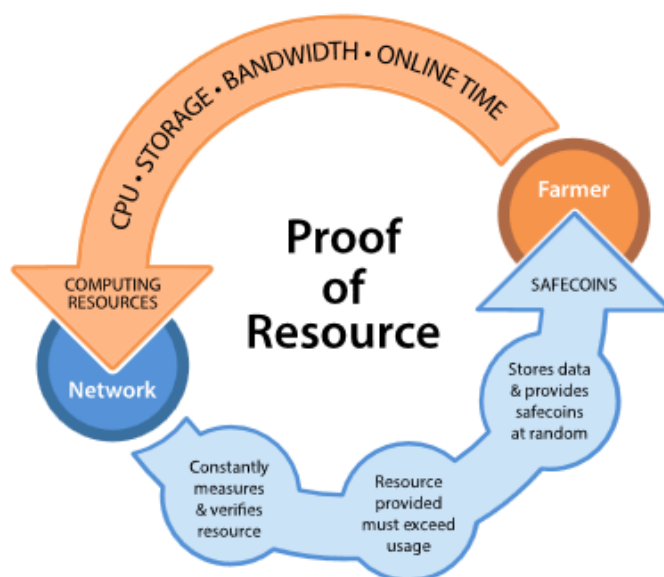 CPU • STORAGE • BANDWIDTH • ONLINE TIME
Farmer
Proof
of
Resource
COMPUTING
RESOURCES
SAFECOINS
Network
Stores data
& provides
safecoins
at random
Constantly
measures
& verifies
resource
Resource
provided
must exceed
usage